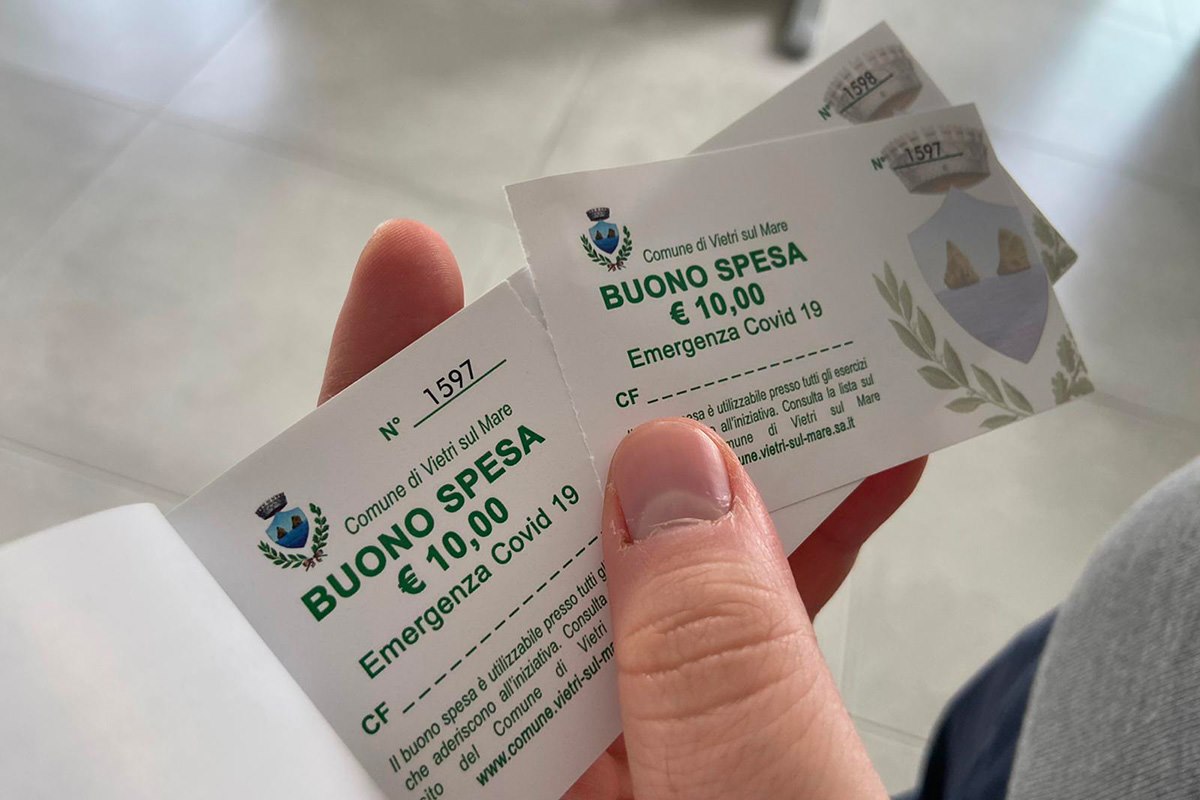 N° 1598
N° 1597
Comune di Vietri sul Mare
BUONO SPESA
€ 10,00
Emergenza Covid 19
CF
spesa è utilizzabile presso tutti gli esercizi
all'iniziativa. Consulta la lista sul
di Vietri sul Mare
.vietri-sul-mare.sa.it
N° 1597
Comune di Vietri sul Mare
BUONO SPESA
€ 10,00
Emergenza Covid 19
CF
Il buono spesa è utilizzabile presso tutti
che aderiscono all'iniziativa. Consulta
sito del Comune di Vietri
www.comune.vietri-sul-m